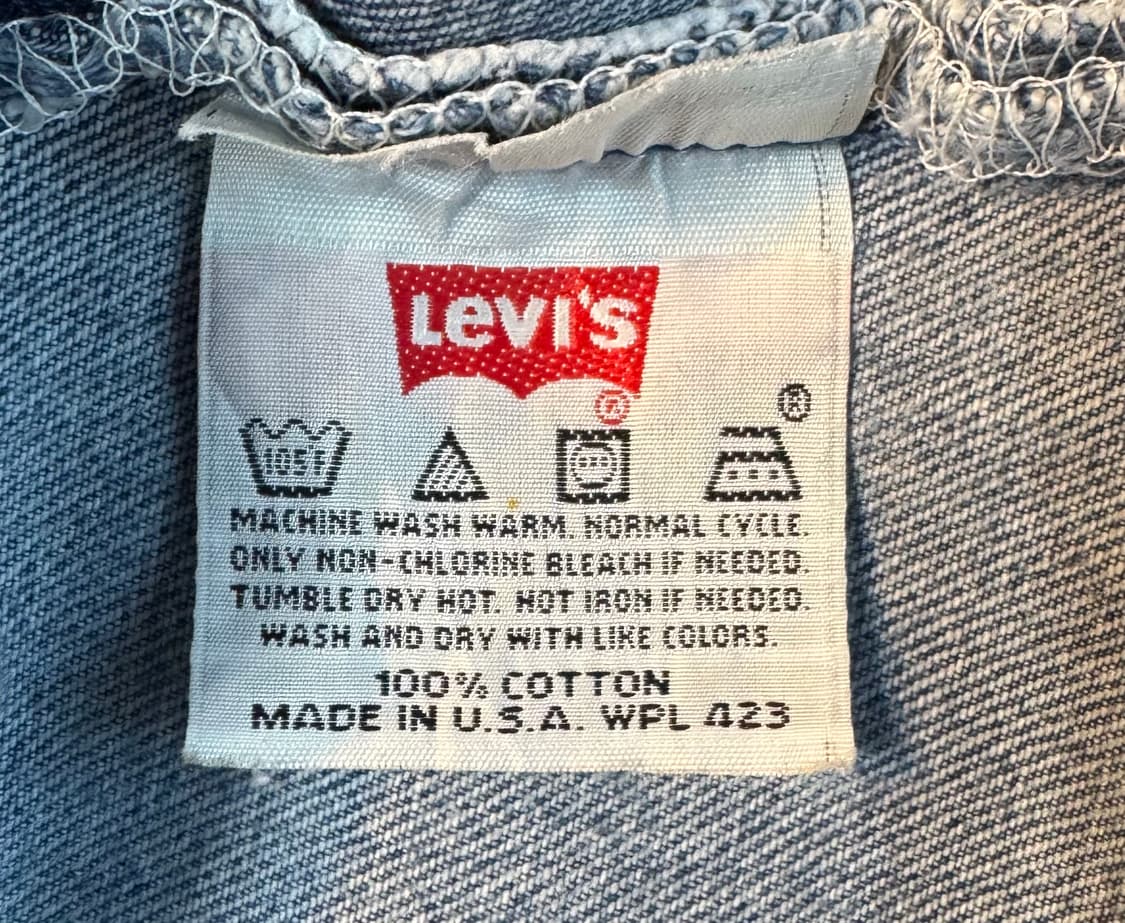 Levi's
®
®
105F
MACHINE WASH WARM. NORMAL CYCLE.
ONLY NON-CHLORINE BLEACH IF NEEDED.
TUMBLE DRY HOT. HOT IRON IF NEEDED.
WASH AND DRY WITH LIKE COLORS.
100% COTTON
MADE IN U.S.A. WPL 423